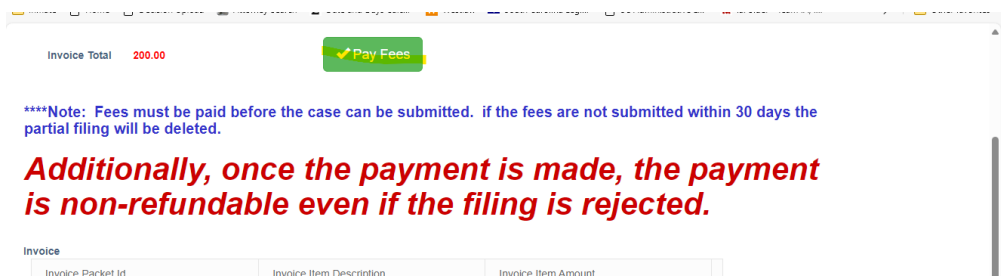 Invoice Total 200.00 Pay Fees
****Note: Fees must be paid before the case can be submitted. if the fees are not submitted within 30 days the
partial filing will be deleted.
Additionally, once the payment is made, the payment
is non-refundable even if the filing is rejected.
Invoice
Invoice Packet Id Invoice Item Description Invoice Item Amount